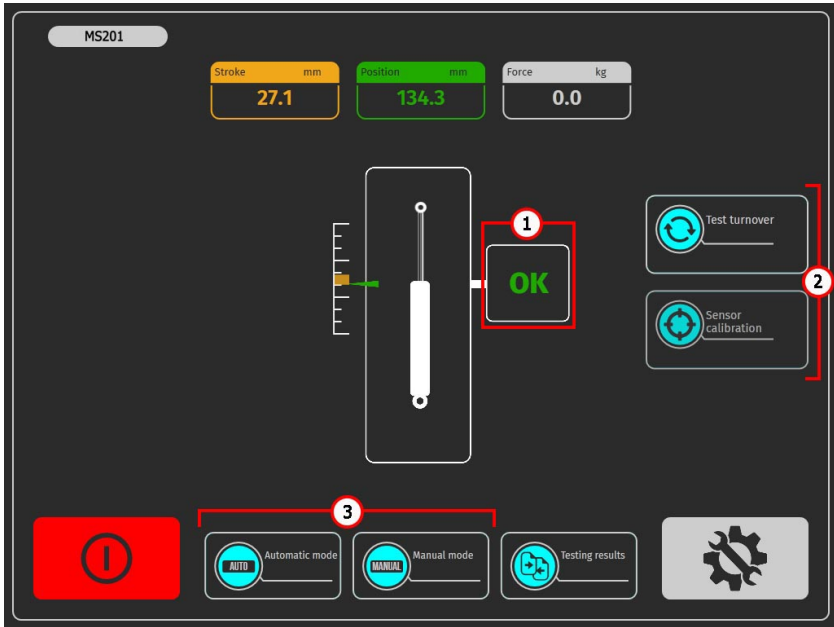 MS201
Stroke mm
27.1
Position mm
134.3
Force kg
0.0
1
OK
Test turnover
2
Sensor
calibration
3
AUTO
Automatic mode
MANUAL
Manual mode
Testing results